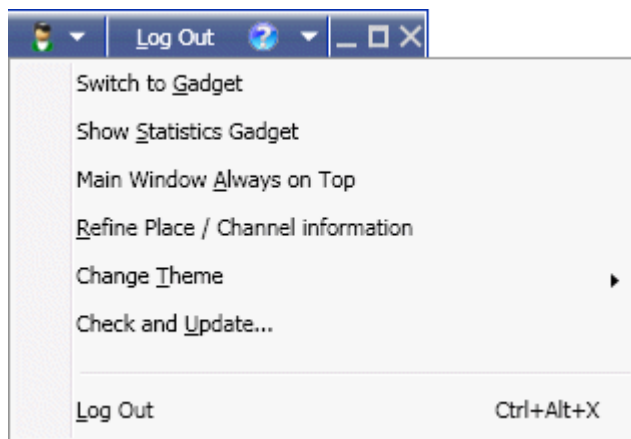 Log Out
Switch to Gadget
Show Statistics Gadget
Main Window Always on Top
Refine Place / Channel information
Change Theme
Check and Update...
Log Out Ctrl+Alt+X